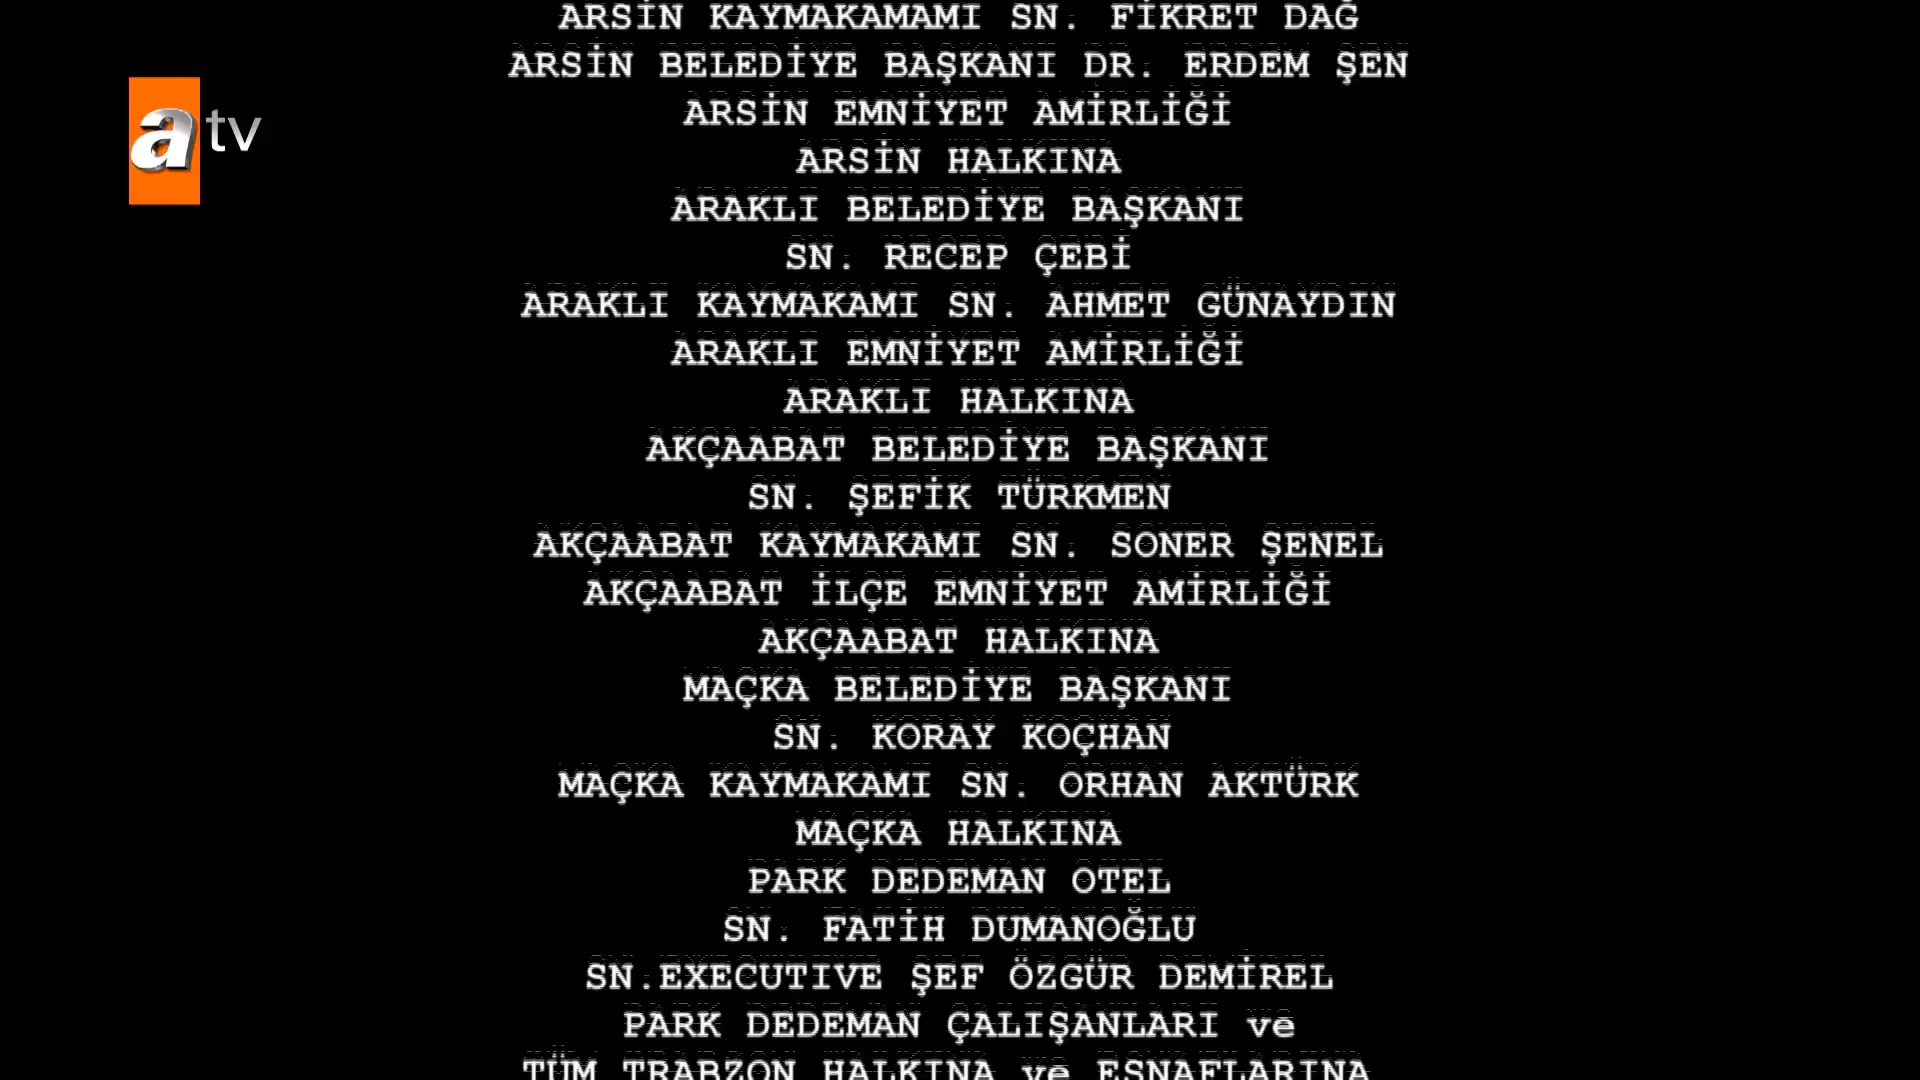 ARSİN KAYMAKAMAMI SN. FİKRET DAĞ
ARSİN BELEDİYE BAŞKANI DR. ERDEM ŞEN
atv
ARSİN EMNİYET AMİRLİĞİ
ARSİN HALKINA
ARAKLI BELEDİYE BAŞKANI
SN. RECEP ÇEBİ
ARAKLI KAYMAKAMI SN. AHMET GÜNAYDIN
ARAKLI EMNİYET AMİRLİĞİ
ARAKLI HALKINA
AKÇAABAT BELEDİYE BAŞKANI
SN. ŞEFİK TÜRKMEN
AKÇAABAT KAYMAKAMI SN. SONER ŞENEL
AKÇAABAT İLÇE EMNİYET AMİRLİĞİ
AKÇAABAT HALKINA
MAÇKA BELEDİYE BAŞKANI
SN. KORAY KOÇHAN
MAÇKA KAYMAKAMI SN. ORHAN AKTÜRK
MAÇKA HALKINA
PARK DEDEMAN OTEL
SN. FATİH DUMANOĞLU
SN.EXECUTIVE ŞEF ÖZGÜR DEMİREL
PARK DEDEMAN ÇALIŞANLARI ve
TÜM TRABZON HALKINA ve ESNAFLARINA